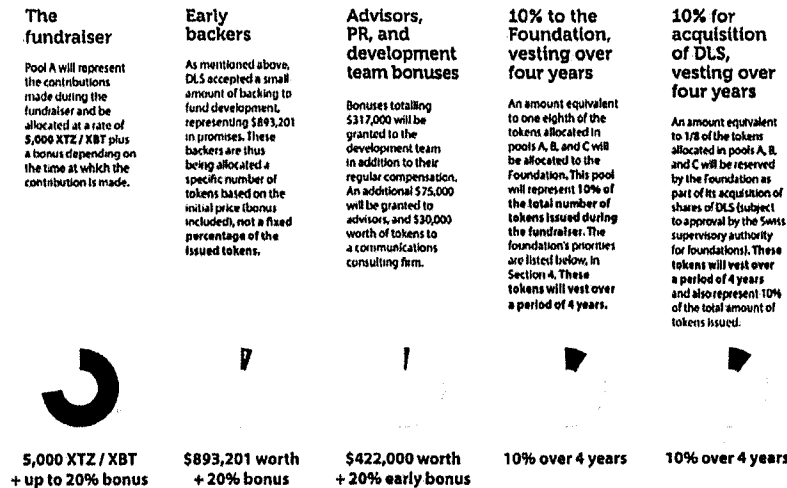 The
fundraiser
Pool A will represent
the contributions
made during the
fundraiser and be
allocated at a rate of
5,000 XTZ / XBT plus
a bonus depending on
the time at which the
contribution is made.
5,000 XTZ / XBT
+ up to 20% bonus
Early
backers
As mentioned above,
DLS accepted a small
amount of backing to
fund development,
representing $893,201
in promises. These
backers are thus
being allocated a
specific number of
tokens based on the
initial price (bonus
included), not a fixed
percentage of the
issued tokens.
$893,201 worth
+ 20% bonus
Advisors,
PR, and
development
team bonuses
Bonuses totalling
$317,000 will be
granted to the
development team
in addition to their
regular compensation.
An additional $75,000
will be granted to
advisors, and $30,000
worth of tokens to
a communications
consulting firm.
$422,000 worth
+ 20% early bonus
10% to the
Foundation,
vesting over
four years
An amount equivalent
to one eighth of the
tokens allocated in
pools A, B, and C will
be allocated to the
Foundation. This pool
will represent 10% of
the total number of
tokens issued during
the fundraiser. The
foundation's priorities
are listed below, in
Section 4. These
tokens will vest over
a period of 4 years.
10% over 4 years
10% for
acquisition
of DLS,
vesting over
four years
An amount equivalent
to 1/8 of the tokens
allocated in pools A, B,
and C will be reserved
by the Foundation as
part of its acquisition of
shares of DLS (subject
to approval by the Swiss
supervisory authority
for foundations). These
tokens will vest over
a period of 4 years
and also represent 10%
of the total amount of
tokens issued.
10% over 4 years